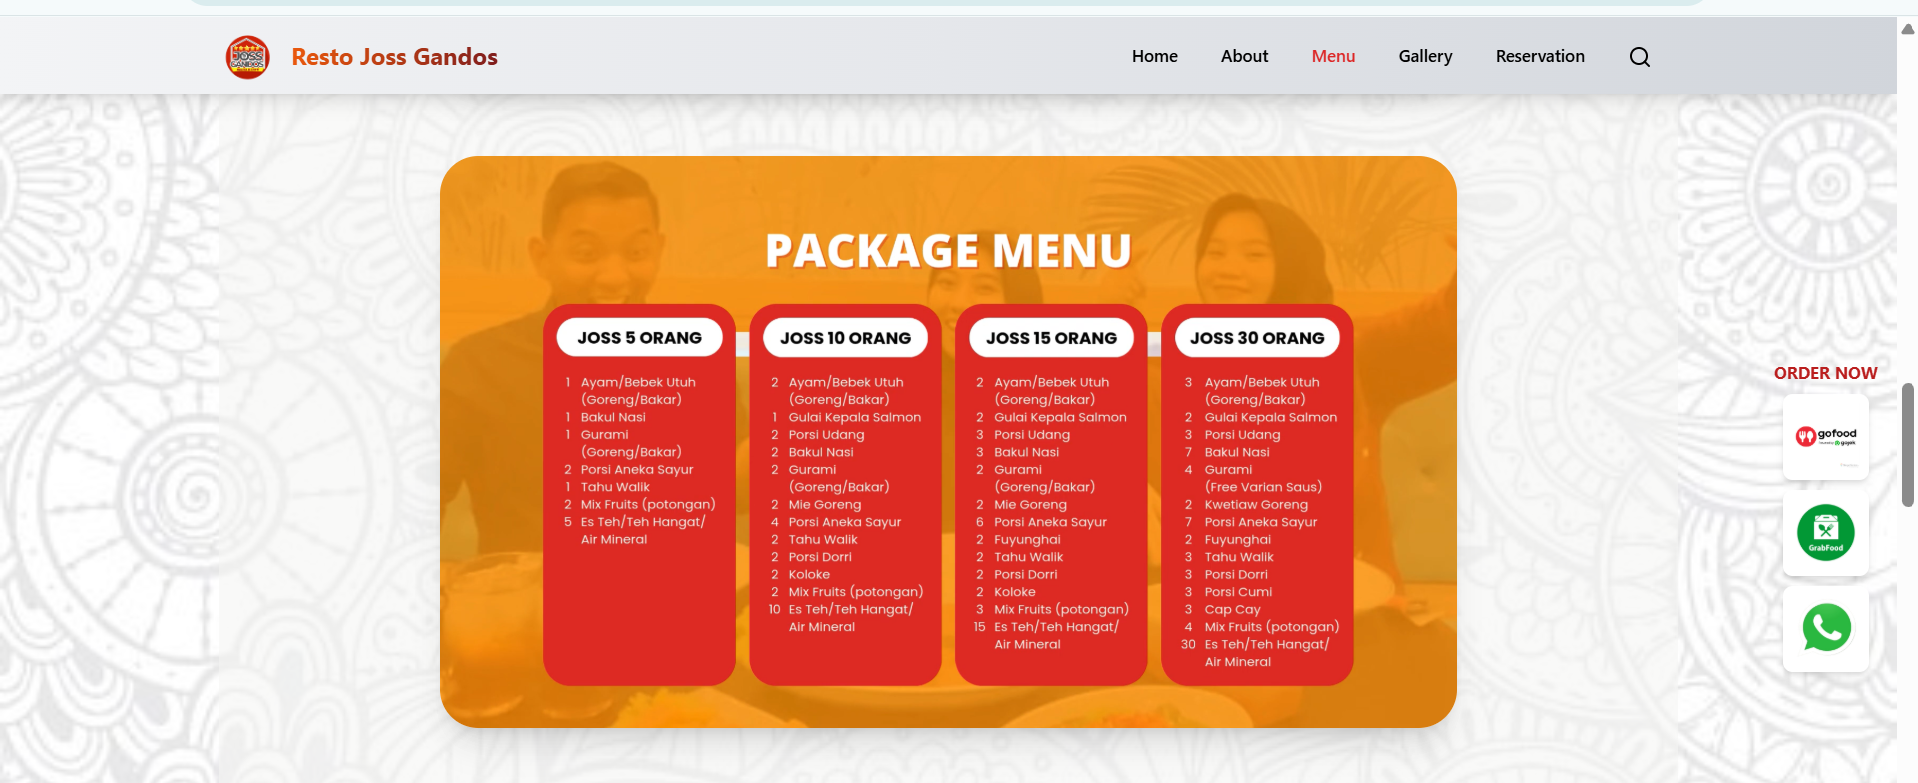 JOSS
GANDOS
Resto Joss Gandos
Home
About
Menu
Gallery
Reservation
PACKAGE MENU
JOSS 5 ORANG
1 Ayam/Bebek Utuh
(Goreng/Bakar)
1 Bakul Nasi
1 Gurami
(Goreng/Bakar)
2 Porsi Aneka Sayur
1 Tahu Walik
2 Mix Fruits (potongan)
5 Es Teh/Teh Hangat/
Air Mineral
JOSS 10 ORANG
2 Ayam/Bebek Utuh
(Goreng/Bakar)
1 Gulai Kepala Salmon
2 Porsi Udang
2 Bakul Nasi
2 Gurami
(Goreng/Bakar)
2 Mie Goreng
4 Porsi Aneka Sayur
2 Tahu Walik
2 Porsi Dorri
2 Koloke
2 Mix Fruits (potongan)
10 Es Teh/Teh Hangat/
Air Mineral
JOSS 15 ORANG
2 Ayam/Bebek Utuh
(Goreng/Bakar)
2 Gulai Kepala Salmon
3 Porsi Udang
3 Bakul Nasi
2 Gurami
(Goreng/Bakar)
2 Mie Goreng
6 Porsi Aneka Sayur
2 Fuyunghai
2 Tahu Walik
2 Porsi Dorri
2 Koloke
3 Mix Fruits (potongan)
15 Es Teh/Teh Hangat/
Air Mineral
JOSS 30 ORANG
3 Ayam/Bebek Utuh
(Goreng/Bakar)
2 Gulai Kepala Salmon
3 Porsi Udang
7 Bakul Nasi
4 Gurami
(Free Varian Saus)
2 Kwetiaw Goreng
7 Porsi Aneka Sayur
2 Fuyunghai
3 Tahu Walik
3 Porsi Dorri
3 Porsi Cumi
3 Cap Cay
4 Mix Fruits (potongan)
30 Es Teh/Teh Hangat/
Air Mineral
ORDER NOW
gofood
gojek
GrabFood